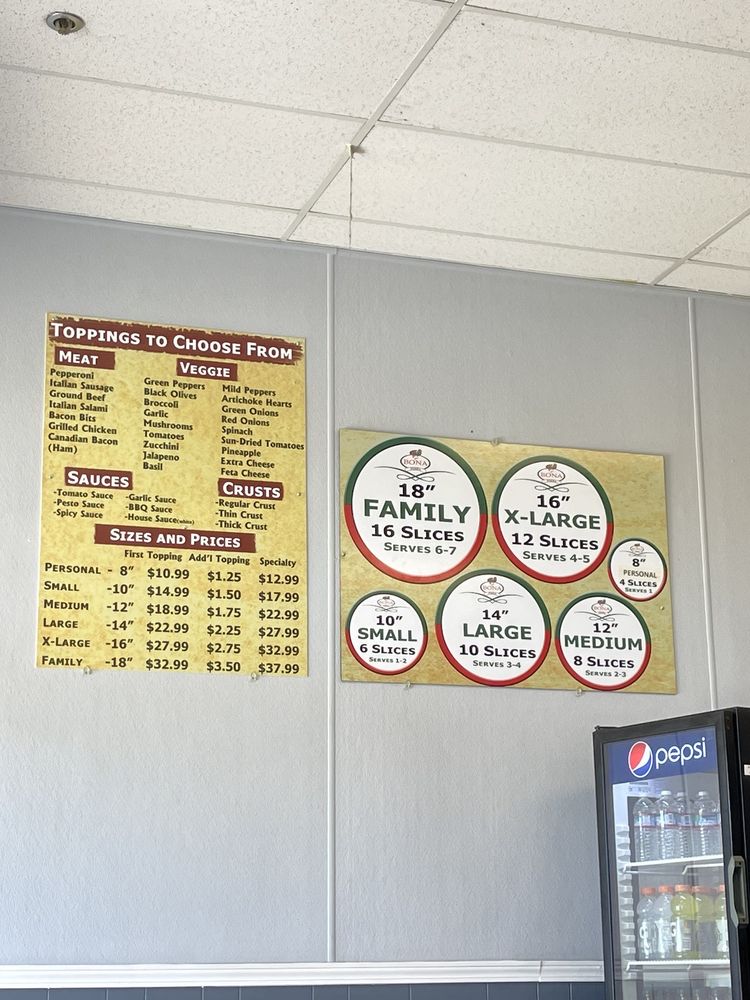 TOPPINGS TO CHOOSE FROM
MEAT
Pepperoni
Italian Sausage
Ground Beef
Italian Salami
Bacon Bits
Grilled Chicken
Canadian Bacon
(Ham)
VEGGIE
Green Peppers
Black Olives
Broccoli
Garlic
Mushrooms
Tomatoes
Zucchini
Jalapeno
Basil
Mild Peppers
Artichoke Hearts
Green Onions
Red Onions
Spinach
Sun-Dried Tomatoes
Pineapple
Extra Cheese
Feta Cheese
SAUCES
-Tomato Sauce
-Pesto Sauce
-Spicy Sauce
-Garlic Sauce
-BBQ Sauce
-House Sauce(white)
CRUSTS
-Regular Crust
-Thin Crust
-Thick Crust
SIZES AND PRICES
First Topping Add'l Topping Specialty
PERSONAL - 8" $10.99 $1.25 $12.99
SMALL -10" $14.99 $1.50 $17.99
MEDIUM -12" $18.99 $1.75 $22.99
LARGE -14" $22.99 $2.25 $27.99
X-LARGE -16" $27.99 $2.75 $32.99
FAMILY -18" $32.99 $3.50 $37.99
BONA
18"
FAMILY
16 SLICES
SERVES 6-7
BONA
16"
X-LARGE
12 SLICES
SERVES 4-5
8"
PERSONAL
4 SLICES
SERVES 1
10"
SMALL
6 SLICES
SERVES 1-2
BONA
14"
LARGE
10 SLICES
SERVES 3-4
BONA
12"
MEDIUM
8 SLICES
SERVES 2-3
pepsi